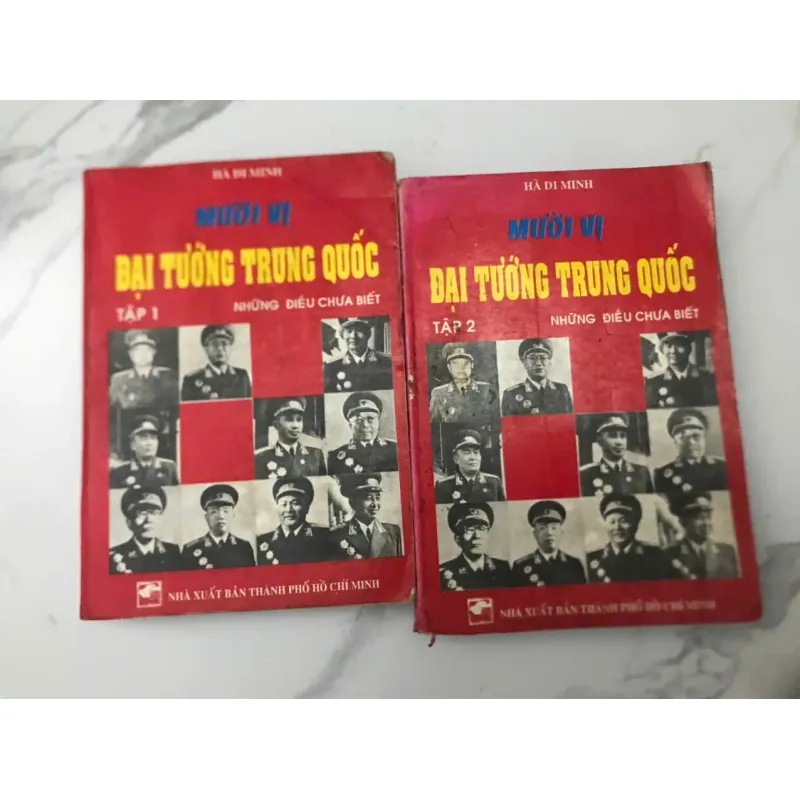 HÀ DI MINH
MƯỜI VỊ
ĐẠI TƯỚNG TRUNG QUỐC
TẬP 1 NHỮNG ĐIỀU CHƯA BIẾT
NHÀ XUẤT BẢN THÀNH PHỐ HỒ CHÍ MINH
HÀ DI MINH
MƯỜI VỊ
ĐẠI TƯỚNG TRUNG QUỐC
TẬP 2 NHỮNG ĐIỀU CHƯA BIẾT
NHÀ XUẤT BẢN THÀNH PHỐ HỒ CHÍ MINH